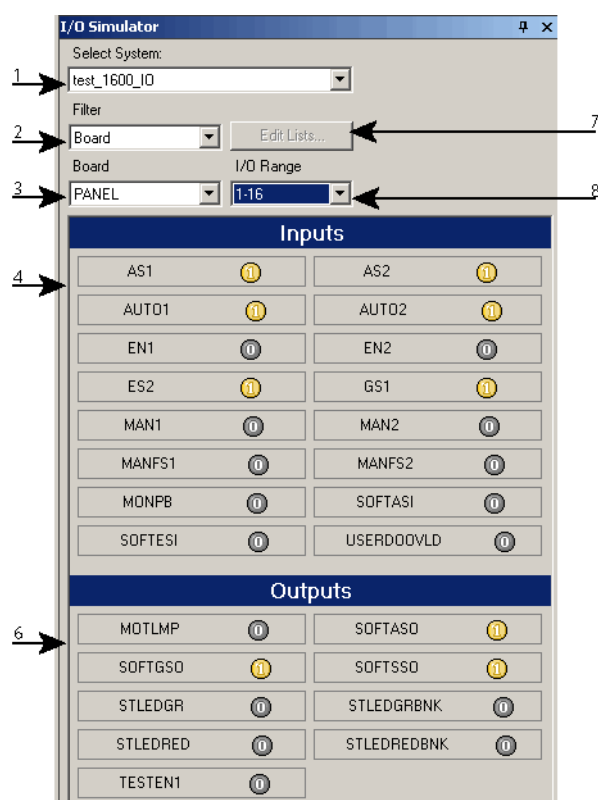 I/O Simulator
Select System:
1 test_1600_IO
Filter
2 Board Edit Lists... 7
Board I/O Range
3 PANEL 1-16 8
Inputs
4 AS1 1 AS2 1
AUTO1 1 AUTO2 1
EN1 0 EN2 0
ES2 1 GS1 1
MAN1 0 MAN2 0
MANFS1 0 MANFS2 0
MONPB 0 SOFTASI 0
SOFTESI 0 USERDOOVLD 0
Outputs
6 MOTLMP 0 SOFTASO 1
SOFTGSO 1 SOFTSSO 1
STLEDGR 0 STLEDGRBNK 0
STLEDRED 0 STLEDREDBNK 0
TESTEN1 0